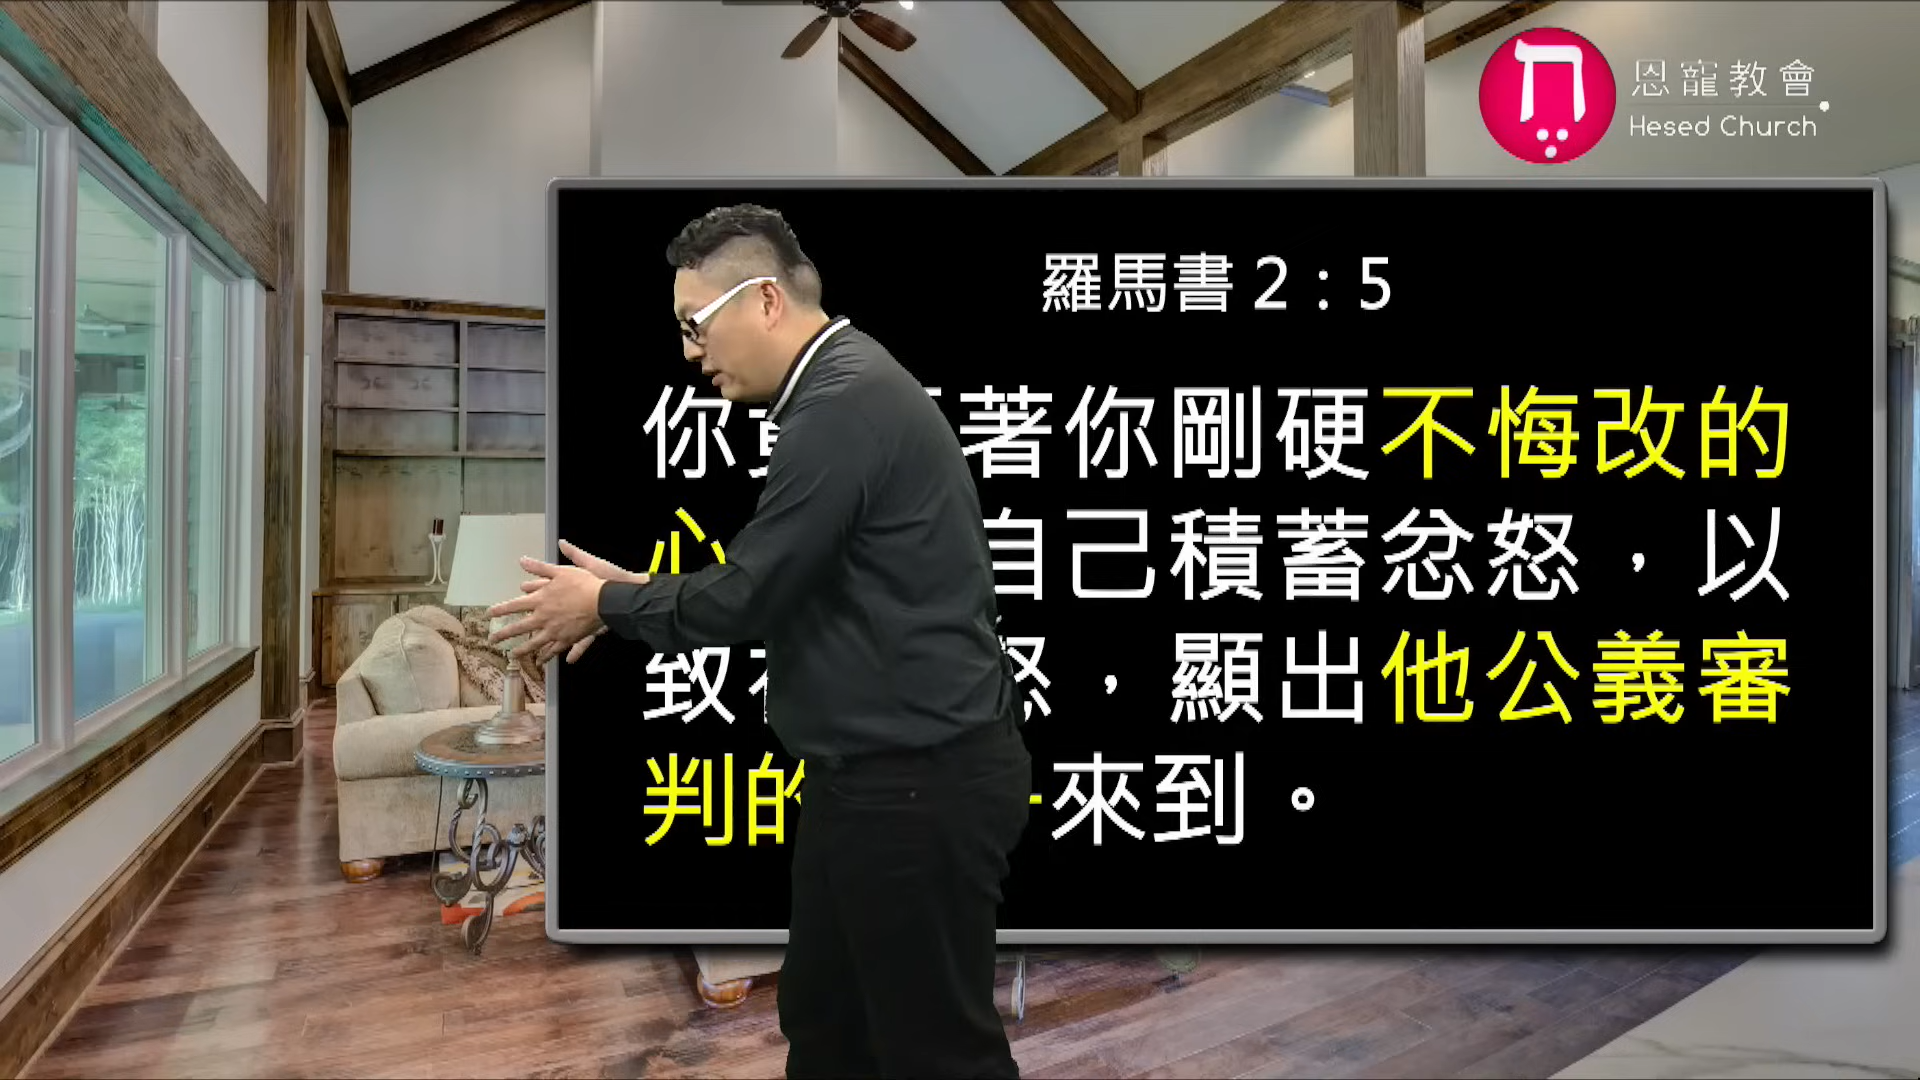 恩寵教會
Hesed Church
羅馬書 2：5
你 著你剛硬不悔改的
心 自己積蓄忿怒，以
致 怒，顯出他公義審
判的 來到。